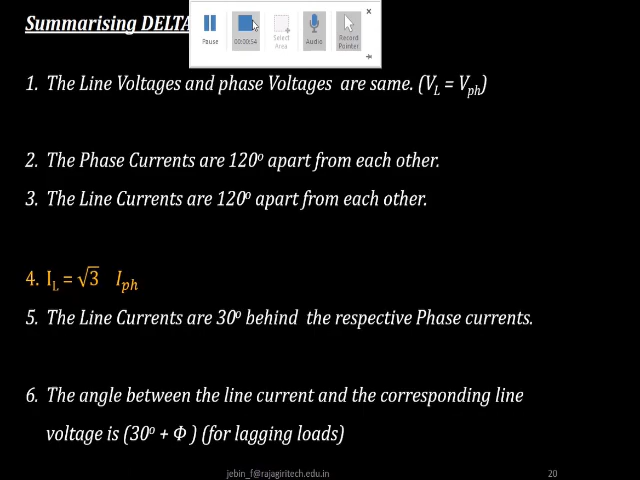 Summarising DELTA
Pause
00:00:54
Select Area
Audio
Record Pointer
1. The Line Voltages and phase Voltages are same. (VL = Vph)
2. The Phase Currents are 120º apart from each other.
3. The Line Currents are 120º apart from each other.
4. IL = √3 Iph
5. The Line Currents are 30º behind the respective Phase currents.
6. The angle between the line current and the corresponding line
voltage is (30º + Φ ) (for lagging loads)
jebin_f@rajagiritech.edu.in
20